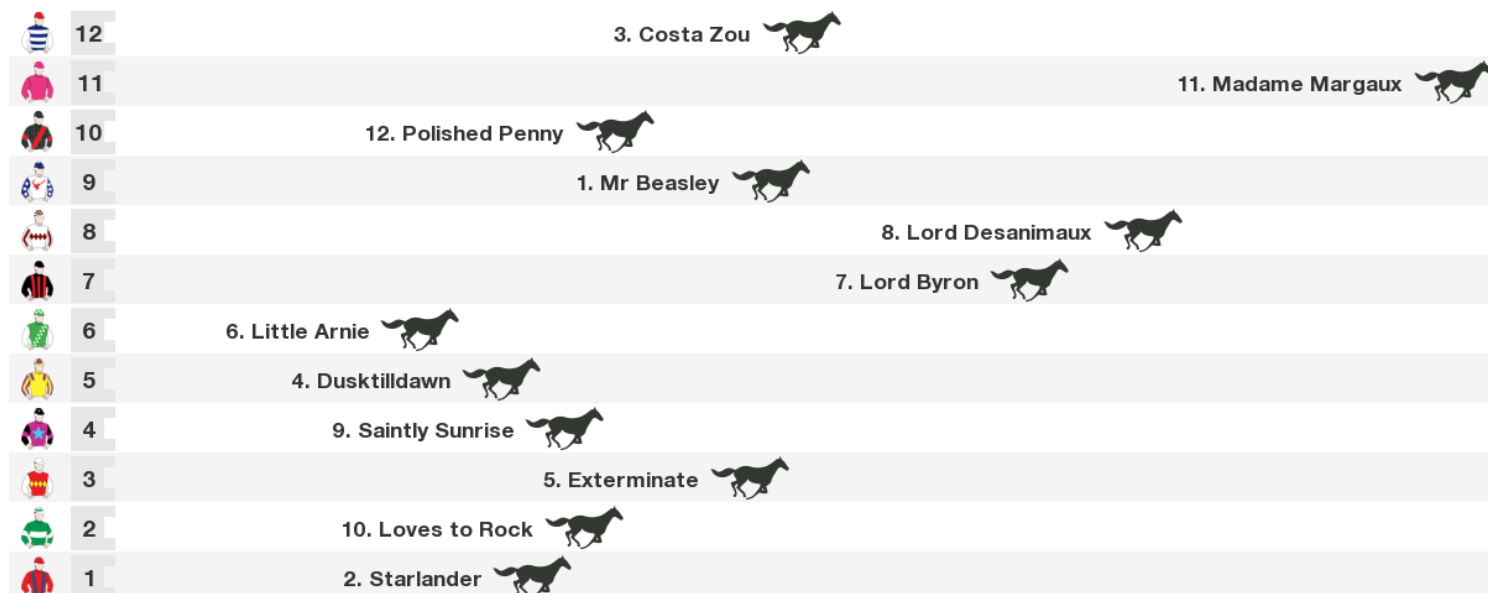 12 3. Costa Zou
11 11. Madame Margaux
10 12. Polished Penny
9 1. Mr Beasley
8 8. Lord Desanimaux
7 7. Lord Byron
6 6. Little Arnie
5 4. Dusktilldawn
4 9. Saintly Sunrise
3 5. Exterminate
2 10. Loves to Rock
1 2. Starlander